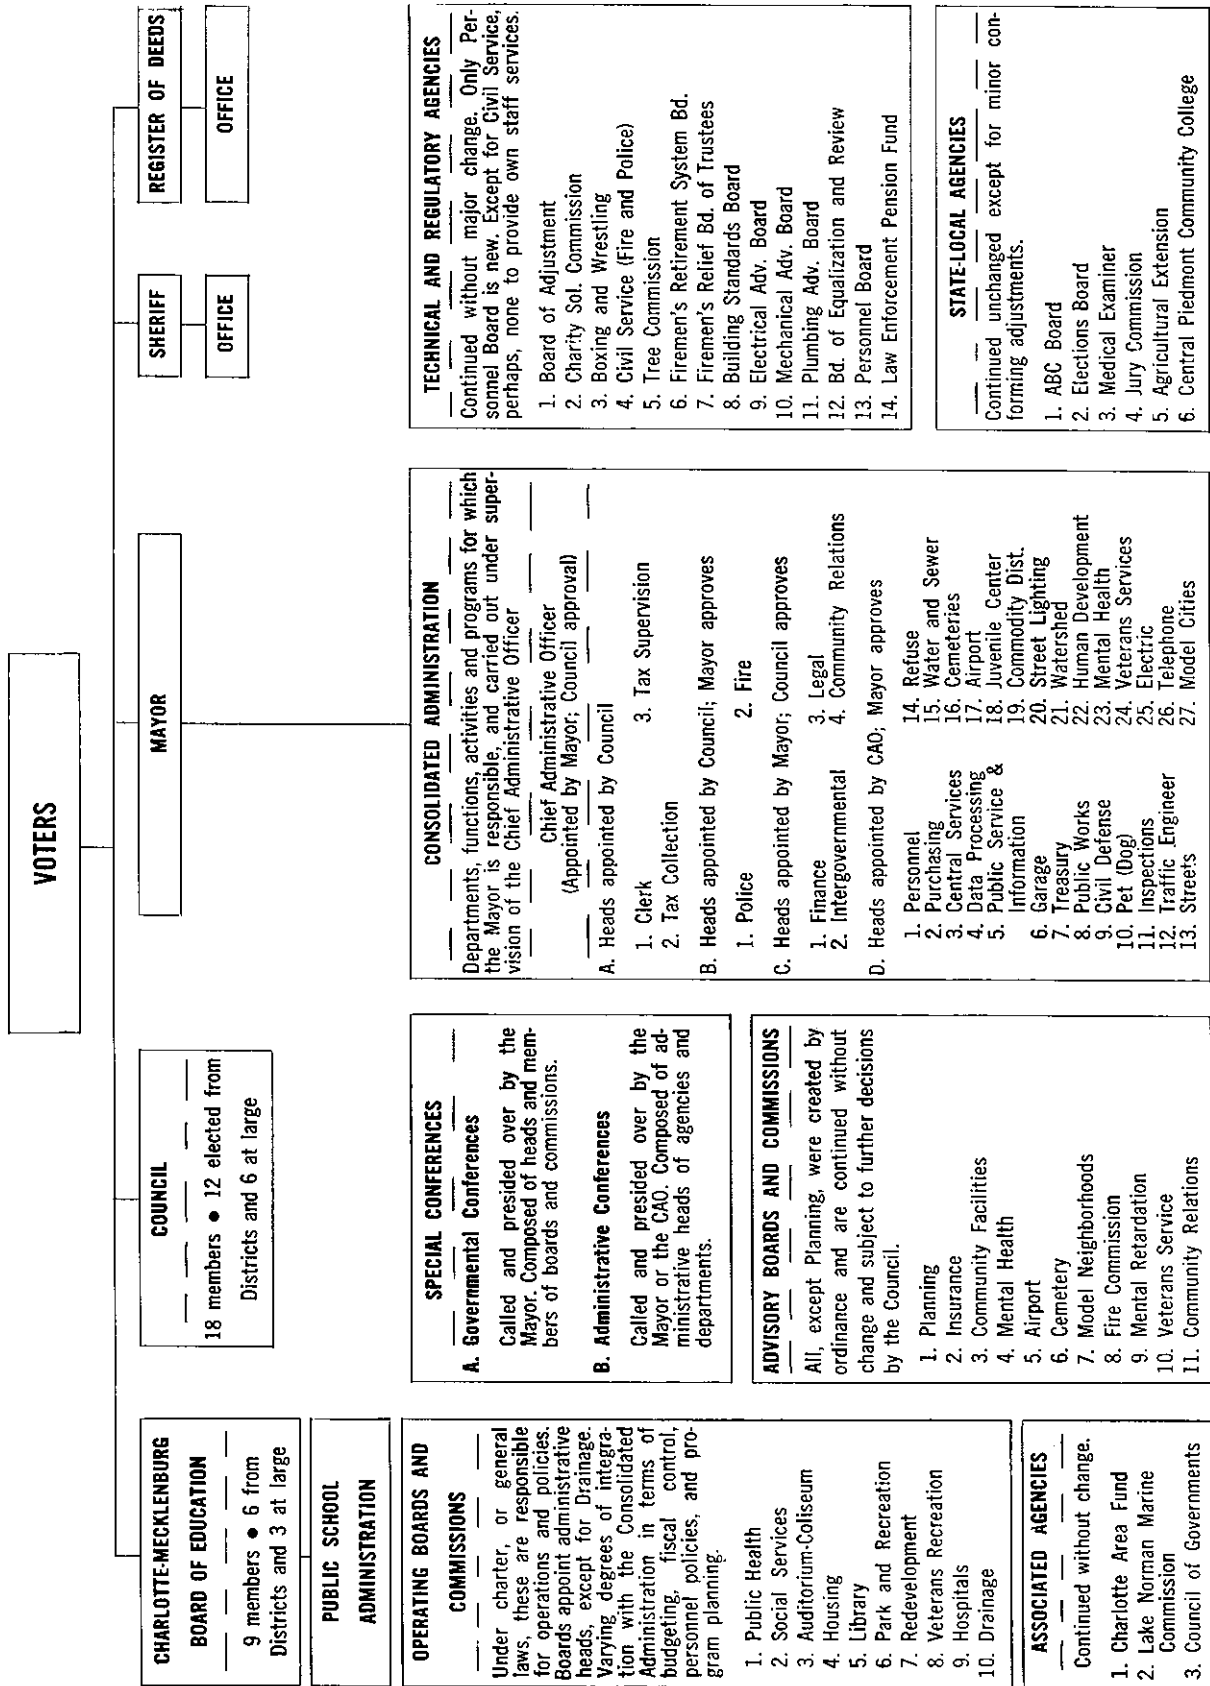 VOTERS
CHARLOTTE-MECKLENBURG
BOARD OF EDUCATION
9 members ● 6 from
Districts and 3 at large
PUBLIC SCHOOL
ADMINISTRATION
COUNCIL
18 members ● 12 elected from
Districts and 6 at large
MAYOR
SHERIFF
OFFICE
REGISTER OF DEEDS
OFFICE
OPERATING BOARDS AND
COMMISSIONS
Under charter, or general
laws, these are responsible
for operations and policies.
Boards appoint administrative
heads, except for Drainage.
Varying degrees of integra-
tion with the Consolidated
Administration in terms of
budgeting, fiscal control,
personnel policies, and pro-
gram planning.
1. Public Health
2. Social Services
3. Auditorium-Coliseum
4. Housing
5. Library
6. Park and Recreation
7. Redevelopment
8. Veterans Recreation
9. Hospitals
10. Drainage
ASSOCIATED AGENCIES
Continued without change.
1. Charlotte Area Fund
2. Lake Norman Marine
Commission
3. Council of Governments
SPECIAL CONFERENCES
A. Governmental Conferences
Called and presided over by the
Mayor. Composed of heads and mem-
bers of boards and commissions.
B. Administrative Conferences
Called and presided over by the
Mayor or the CAO. Composed of ad-
ministrative heads of agencies and
departments.
ADVISORY BOARDS AND COMMISSIONS
All, except Planning, were created by
ordinance and are continued without
change and subject to further decisions
by the Council.
1. Planning
2. Insurance
3. Community Facilities
4. Mental Health
5. Airport
6. Cemetery
7. Model Neighborhoods
8. Fire Commission
9. Mental Retardation
10. Veterans Service
11. Community Relations
CONSOLIDATED ADMINISTRATION
Departments, functions, activities and programs for which
the Mayor is responsible, and carried out under super-
vision of the Chief Administrative Officer
Chief Administrative Officer
(Appointed by Mayor; Council approval)
A. Heads appointed by Council
1. Clerk
2. Tax Collection
3. Tax Supervision
B. Heads appointed by Council; Mayor approves
1. Police
2. Fire
C. Heads appointed by Mayor; Council approves
1. Finance
2. Intergovernmental
3. Legal
4. Community Relations
D. Heads appointed by CAO; Mayor approves
1. Personnel
2. Purchasing
3. Central Services
4. Data Processing
5. Public Service &
Information
6. Garage
7. Treasury
8. Public Works
9. Civil Defense
10. Pet (Dog)
11. Inspections
12. Traffic Engineer
13. Streets
14. Refuse
15. Water and Sewer
16. Cemeteries
17. Airport
18. Juvenile Center
19. Commodity Dist.
20. Street Lighting
21. Watershed
22. Human Development
23. Mental Health
24. Veterans Services
25. Electric
26. Telephone
27. Model Cities
TECHNICAL AND REGULATORY AGENCIES
Continued without major change. Only Per-
sonnel Board is new. Except for Civil Service,
perhaps, none to provide own staff services.
1. Board of Adjustment
2. Charity Sol. Commission
3. Boxing and Wrestling
4. Civil Service (Fire and Police)
5. Tree Commission
6. Firemen's Retirement System Bd.
7. Firemen's Relief Bd. of Trustees
8. Building Standards Board
9. Electrical Adv. Board
10. Mechanical Adv. Board
11. Plumbing Adv. Board
12. Bd. of Equalization and Review
13. Personnel Board
14. Law Enforcement Pension Fund
STATE-LOCAL AGENCIES
Continued unchanged except for minor con-
forming adjustments.
1. ABC Board
2. Elections Board
3. Medical Examiner
4. Jury Commission
5. Agricultural Extension
6. Central Piedmont Community College